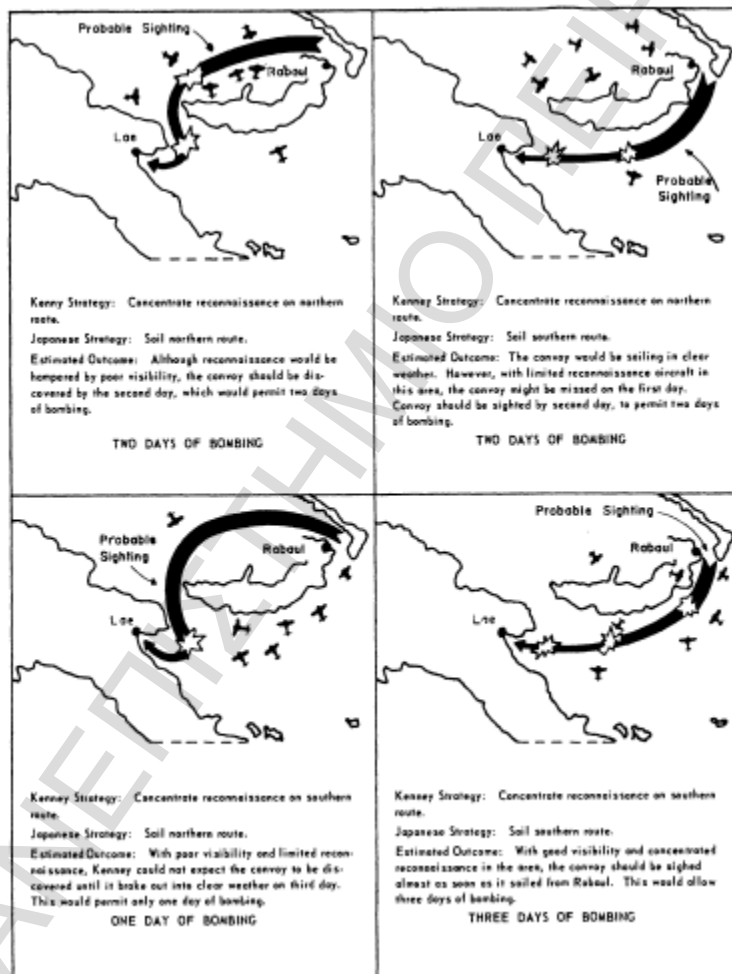 Probable Sighting
Rabaul
Lae
Kenny Strategy: Concentrate reconnaissance on northern
route.
Japanese Strategy: Sail northern route.
Estimated Outcome: Although reconnaissance would be
hampered by poor visibility, the convoy should be dis-
covered by the second day, which would permit two days
of bombing.
TWO DAYS OF BOMBING
Rabaul
Lae
Probable
Sighting
Kenney Strategy: Concentrate reconnaissance on northern
route.
Japanese Strategy: Sail southern route.
Estimated Outcome: The convoy would be sailing in clear
weather. However, with limited reconnaissance aircraft in
this area, the convoy might be missed on the first day.
Convoy should be sighted by second day, to permit two days
of bombing.
TWO DAYS OF BOMBING
Probable
Sighting
Rabaul
Lae
Kenney Strategy: Concentrate reconnaissance on southern
route.
Japanese Strategy: Sail northern route.
Estimated Outcome: With poor visibility and limited recon-
naissance, Kenney could not expect the convoy to be dis-
covered until it broke out into clear weather on third day.
This would permit only one day of bombing.
ONE DAY OF BOMBING
Probable Sighting
Rabaul
Lae
Kenney Strategy: Concentrate reconnaissance on southern
route.
Japanese Strategy: Sail southern route.
Estimated Outcome: With good visibility and concentrated
reconnaissance in the area, the convoy should be sighed
almost as soon as it sailed from Rabaul. This would allow
three days of bombing.
THREE DAYS OF BOMBING
ΠΑΝΕΠΙΣΤΗΜΙΟ ΠΕΙΡ